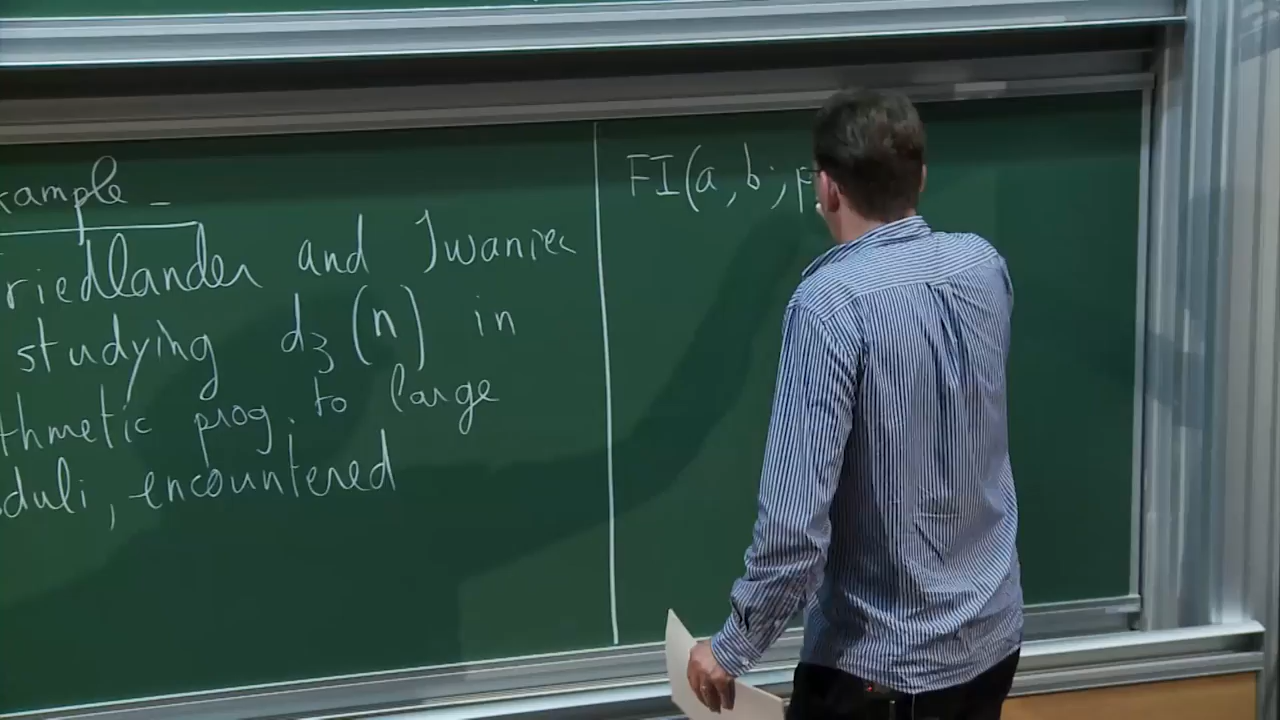 xample -
riedlander and Iwaniec
studying d₃(n) in
thmetic prog. to large
duli, encountered
FI(a, b; p